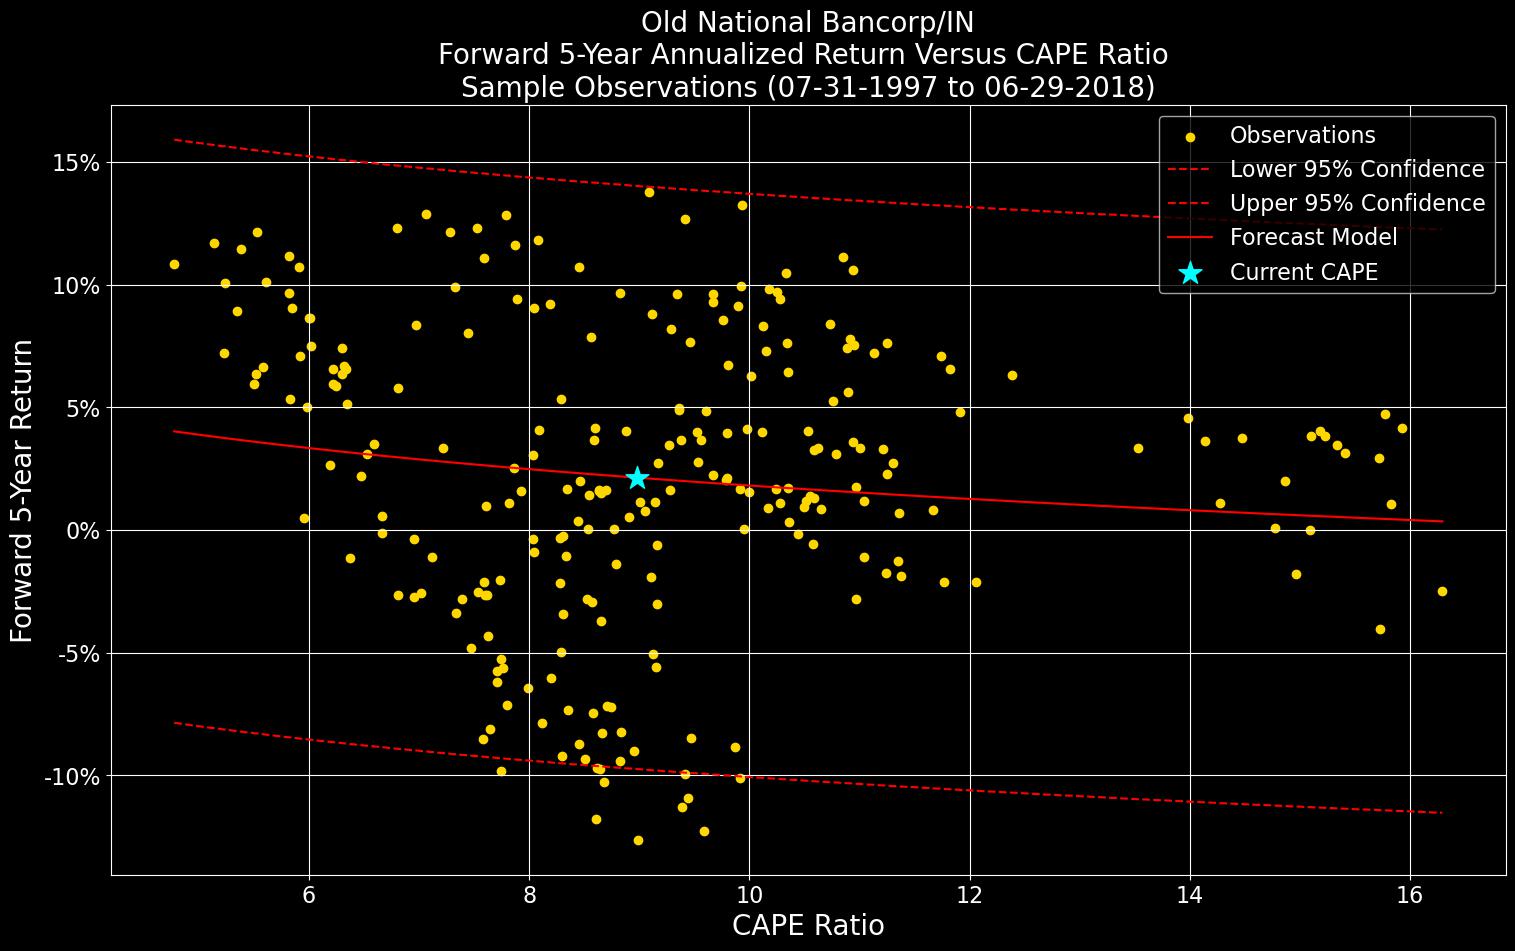 Old National Bancorp/IN
Forward 5-Year Annualized Return Versus CAPE Ratio
Sample Observations (07-31-1997 to 06-29-2018)
Observations
Lower 95% Confidence
Upper 95% Confidence
Forecast Model
Current CAPE
15%
10%
5%
0%
-5%
-10%
Forward 5-Year Return
6
8
10
12
14
16
CAPE Ratio